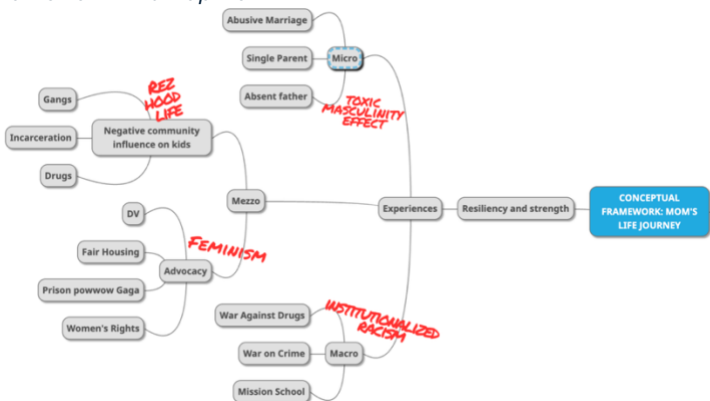 Abusive Marriage
Single Parent
Micro
Absent father
TOXIC
MASCULINITY
EFFECT
REZ
HOOD
LIFE
Gangs
Incarceration
Drugs
Negative community
influence on kids
Mezzo
DV
Fair Housing
Prison powwow Gaga
Women's Rights
Advocacy
FEMINISM
Experiences
Resiliency and strength
CONCEPTUAL
FRAMEWORK: MOM'S
LIFE JOURNEY
INSTITUTIONALIZED
RACISM
War Against Drugs
War on Crime
Macro
Mission School